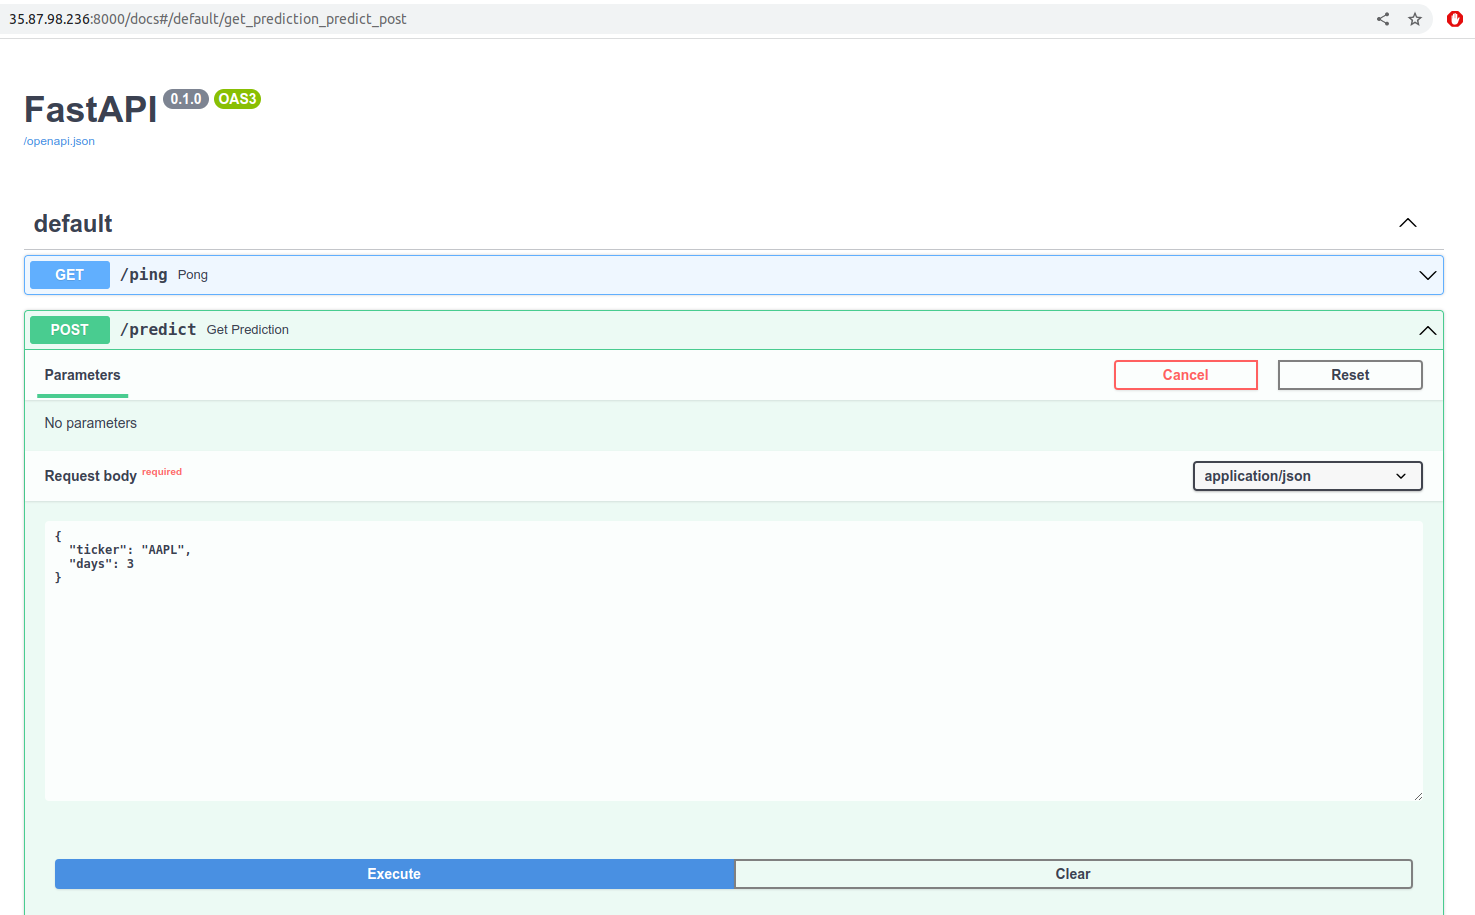 35.87.98.236:8000/docs#/default/get_prediction_predict_post
FastAPI 0.1.0 OAS3
/openapi.json
default
GET /ping Pong
POST /predict Get Prediction
Parameters Cancel Reset
No parameters
Request body required application/json
{
  "ticker": "AAPL",
  "days": 3
}
Execute Clear